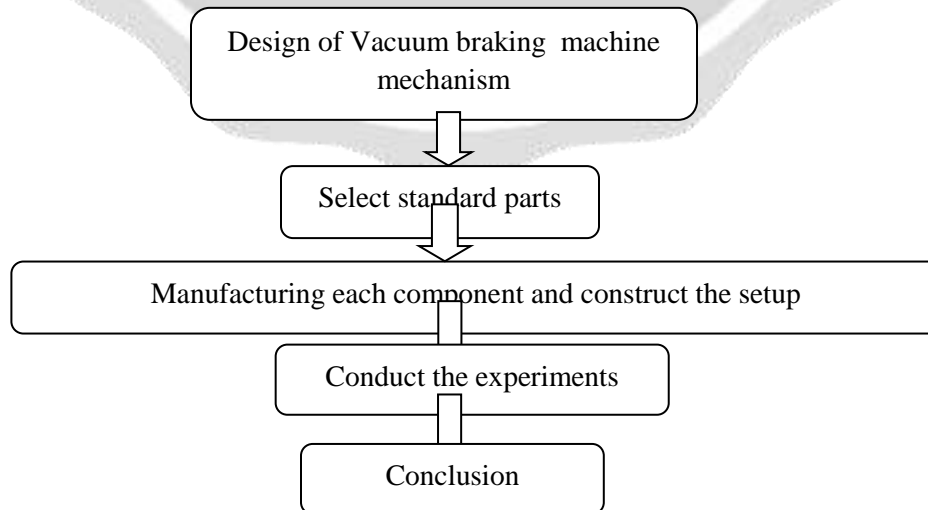 Design of Vacuum braking machine
mechanism
Select standard parts
Manufacturing each component and construct the setup
Conduct the experiments
Conclusion